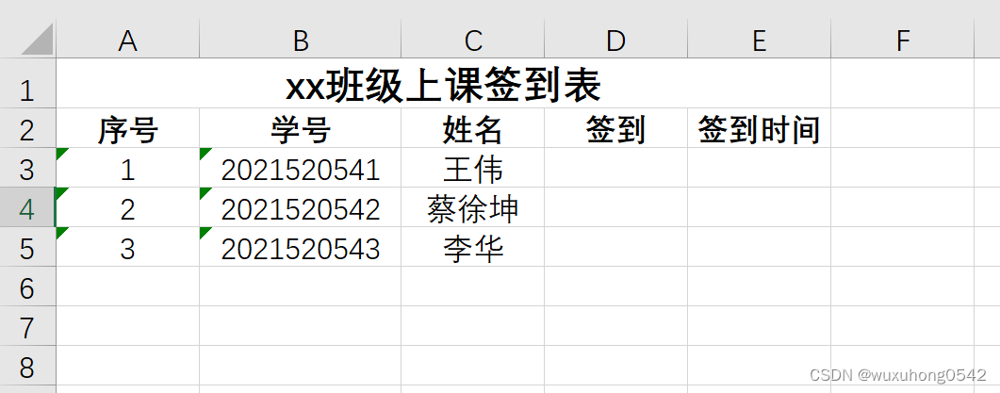 A B C D E F
1 xx班级上课签到表
2 序号 学号 姓名 签到 签到时间
3 1 2021520541 王伟
4 2 2021520542 蔡徐坤
5 3 2021520543 李华
6
7
8
CSDN @wuxuhong0542